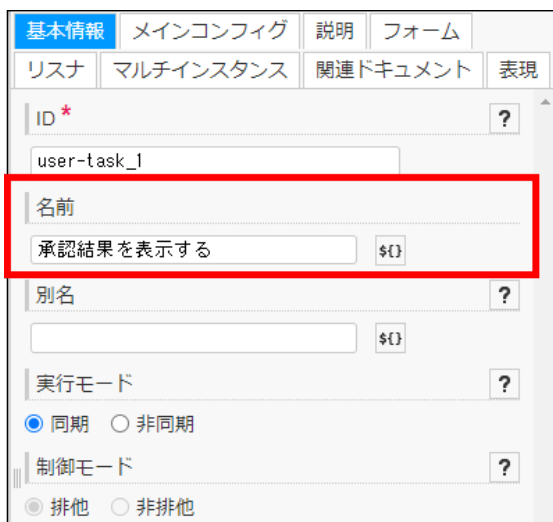 基本情報 メインコンフィグ 説明 フォーム
リスナ マルチインスタンス 関連ドキュメント 表現
ID * ?
user-task_1
名前
承認結果を表示する ${}
別名 ?
${}
実行モード ?
同期 非同期
制御モード ?
排他 非排他